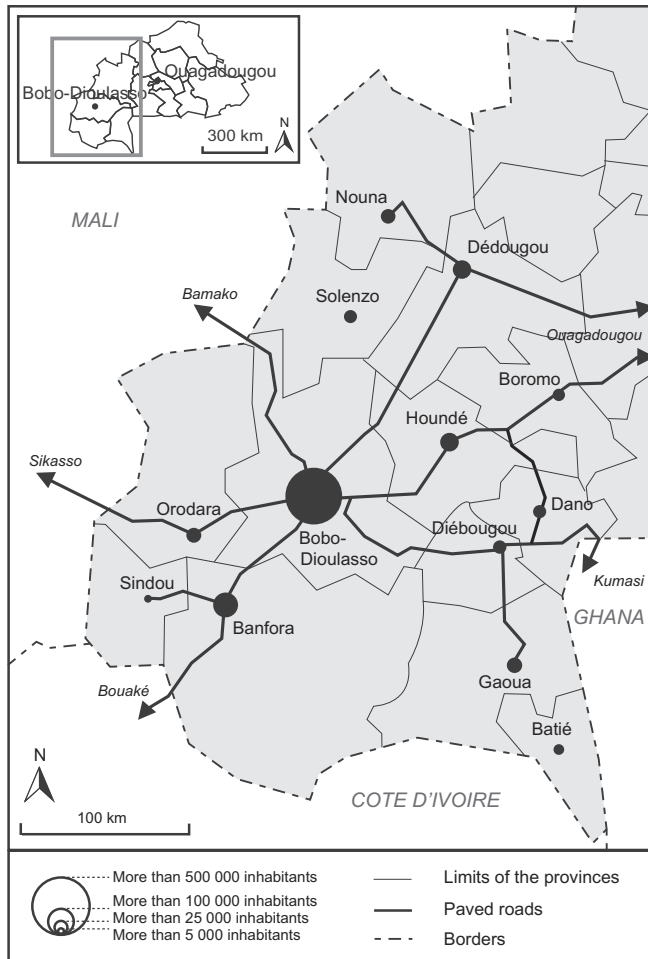 Ouagadougou
Bobo-Dioulasso
300 km
N
MALI
Nouna
Dédougou
Bamako
Solenzo
Ouagadougou
Boromo
Houndé
Sikasso
Orodara
Dano
Bobo-
Dioulasso
Diébougou
Sindou
Kumasi
Banfora
GHANA
Gaoua
Bouaké
Batié
N
COTE D'IVOIRE
100 km
More than 500 000 inhabitants
More than 100 000 inhabitants
More than 25 000 inhabitants
More than 5 000 inhabitants
Limits of the provinces
Paved roads
Borders